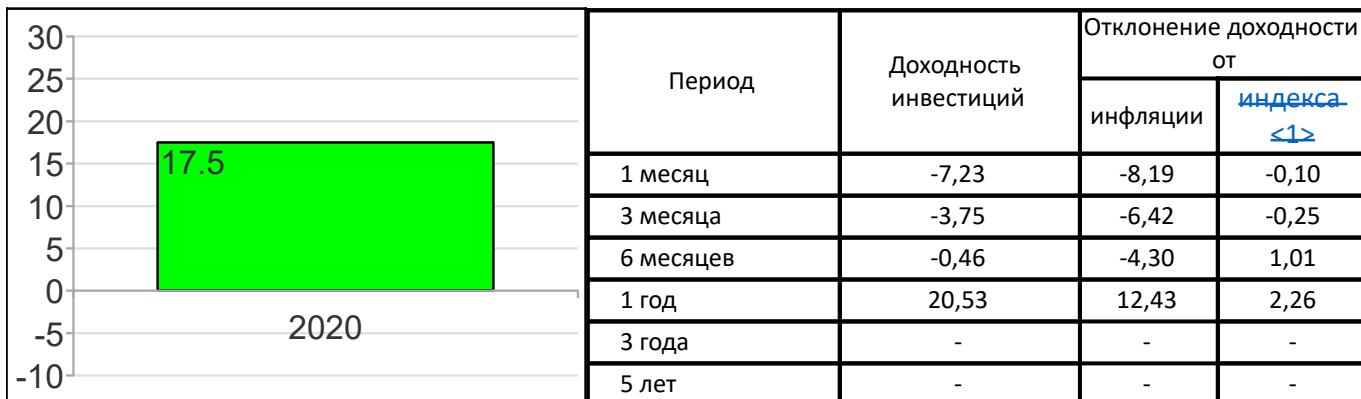 30
25
20
15
10
5
0
-5
-10
17.5
2020
Период
Доходность
инвестиций
Отклонение доходности
от
инфляции
индекса
<1>
1 месяц -7,23 -8,19 -0,10
3 месяца -3,75 -6,42 -0,25
6 месяцев -0,46 -4,30 1,01
1 год 20,53 12,43 2,26
3 года - - -
5 лет - - -